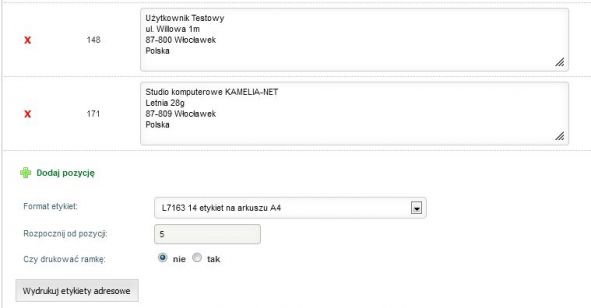 X 148 Użytkownik Testowy
ul. Willowa 1m
87-800 Włocławek
Polska
X 171 Studio komputerowe KAMELIA-NET
Letnia 28g
87-809 Włocławek
Polska
Dodaj pozycję
Format etykiet: L7163 14 etykiet na arkuszu A4
Rozpocznij od pozycji: 5
Czy drukować ramkę: nie tak
Wydrukuj etykiety adresowe